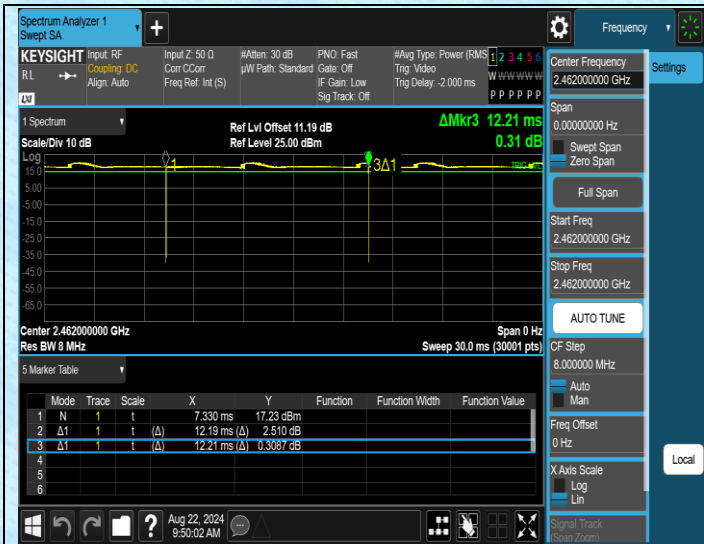 Spectrum Analyzer 1
Swept SA
+
Frequency
KEYSIGHT
RL
LXI
Input: RF
Coupling: DC
Align: Auto
Input Z: 50 Ω
Corr CCorr
Freq Ref: Int (S)
#Atten: 30 dB
µW Path: Standard
PNO: Fast
Gate: Off
IF Gain: Low
Sig Track: Off
#Avg Type: Power (RMS
Trig: Video
Trig Delay: -2.000 ms
1 2 3 4 5 6
W W W W W W
P P P P P P
1 Spectrum
Scale/Div 10 dB
Ref Lvl Offset 11.19 dB
Ref Level 25.00 dBm
ΔMkr3 12.21 ms
0.31 dB
Log
15.0
5.00
-5.00
-15.0
-25.0
-35.0
-45.0
-55.0
-65.0
1
3Δ1
Center 2.462000000 GHz
Res BW 8 MHz
Span 0 Hz
Sweep 30.0 ms (30001 pts)
5 Marker Table
Mode Trace Scale X Y Function Function Width Function Value
1 N 1 t 7.330 ms 17.23 dBm
2 Δ1 1 t (Δ) 12.19 ms (Δ) 2.510 dB
3 Δ1 1 t (Δ) 12.21 ms (Δ) 0.3087 dB
4
5
6
Aug 22, 2024
9:50:02 AM
?
Center Frequency
2.462000000 GHz
Span
0.00000000 Hz
Swept Span
Zero Span
Full Span
Start Freq
2.462000000 GHz
Stop Freq
2.462000000 GHz
AUTO TUNE
CF Step
8.000000 MHz
Auto
Man
Freq Offset
0 Hz
X Axis Scale
Log
Lin
Signal Track
(Span Zoom)
Settings
Local